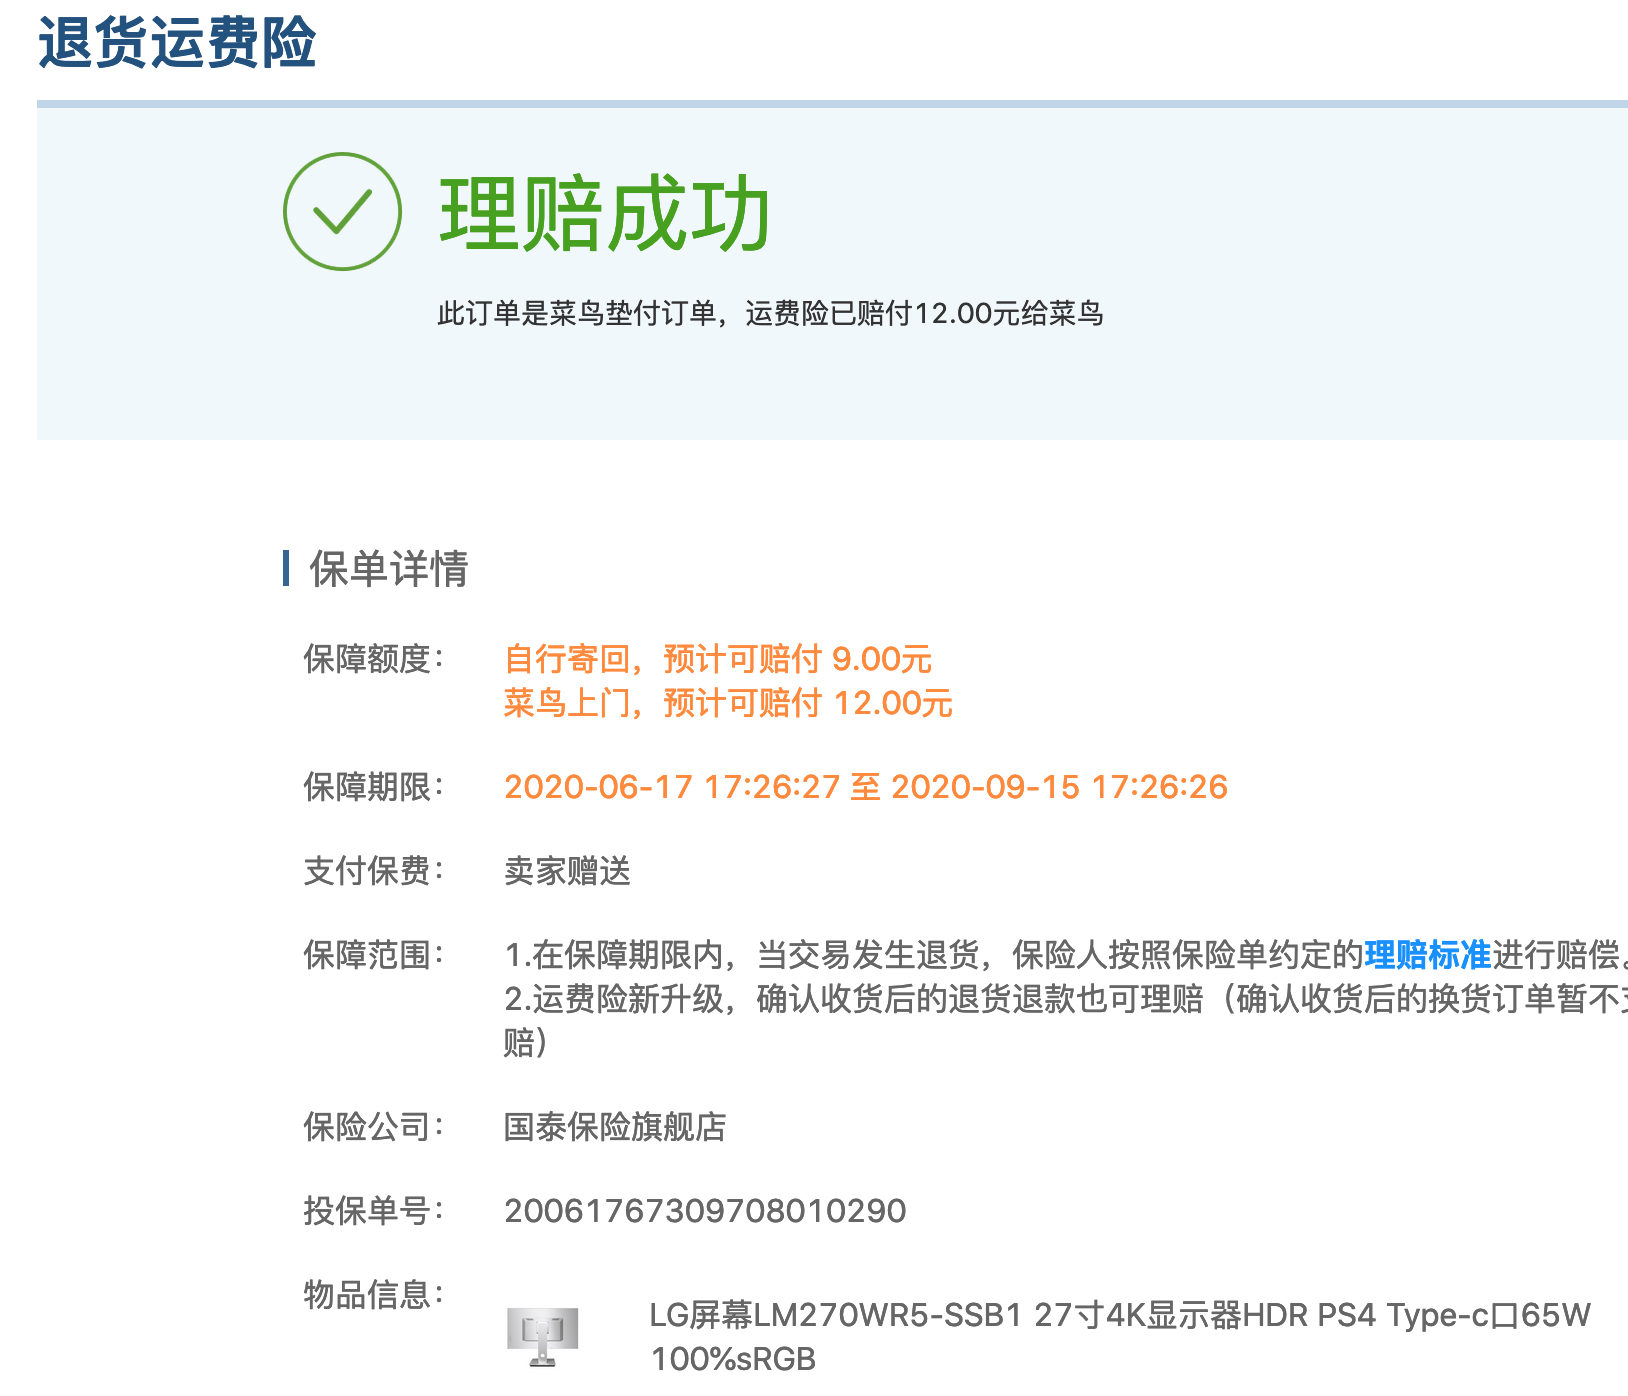 退货运费险
理赔成功
此订单是菜鸟垫付订单，运费险已赔付12.00元给菜鸟
保单详情
保障额度： 自行寄回，预计可赔付 9.00元
菜鸟上门，预计可赔付 12.00元
保障期限： 2020-06-17 17:26:27 至 2020-09-15 17:26:26
支付保费： 卖家赠送
保障范围： 1.在保障期限内，当交易发生退货，保险人按照保险单约定的理赔标准进行赔偿。
2.运费险新升级，确认收货后的退货退款也可理赔（确认收货后的换货订单暂不支
赔）
保险公司： 国泰保险旗舰店
投保单号： 20061767309708010290
物品信息： LG屏幕LM270WR5-SSB1 27寸4K显示器HDR PS4 Type-c口65W
100%sRGB